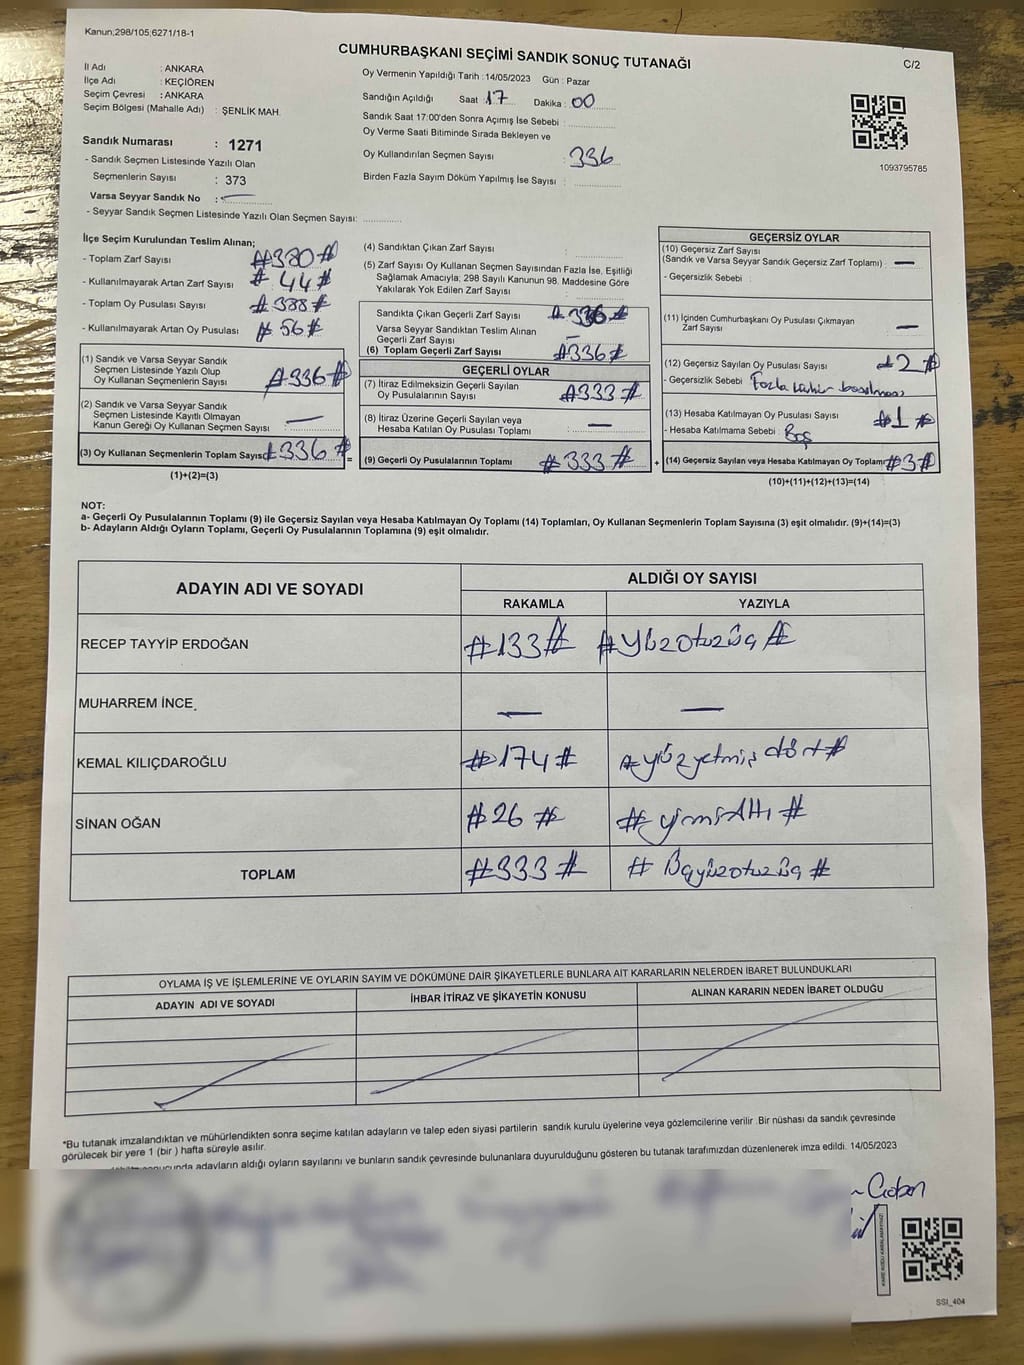 Kanun;298/105;6271/18-1
CUMHURBAŞKANI SEÇİMİ SANDIK SONUÇ TUTANAĞI
C/2
İl Adı : ANKARA
İlçe Adı : KEÇİÖREN
Seçim Çevresi : ANKARA
Seçim Bölgesi (Mahalle Adı) : ŞENLİK MAH.
Sandık Numarası : 1271
- Sandık Seçmen Listesinde Yazılı Olan
Seçmenlerin Sayısı : 373
Varsa Seyyar Sandık No :
- Seyyar Sandık Seçmen Listesinde Yazılı Olan Seçmen Sayısı:
Oy Vermenin Yapıldığı Tarih :14/05/2023 Gün : Pazar
Sandığın Açıldığı Saat : 17 Dakika : 00
Sandık Saat 17:00'den Sonra Açımış İse Sebebi :
Oy Verme Saati Bitiminde Sırada Bekleyen ve
Oy Kullandırılan Seçmen Sayısı : 336
Birden Fazla Sayım Döküm Yapılmış İse Sayısı :
1093795785
İlçe Seçim Kurulundan Teslim Alınan;
- Toplam Zarf Sayısı #380#
- Kullanılmayarak Artan Zarf Sayısı # 44 #
- Toplam Oy Pusulası Sayısı # 388 #
- Kullanılmayarak Artan Oy Pusulası # 56 #
(1) Sandık ve Varsa Seyyar Sandık
Seçmen Listesinde Yazılı Olup
Oy Kullanan Seçmenlerin Sayısı : #336#
(2) Sandık ve Varsa Seyyar Sandık
Seçmen Listesinde Kayıtlı Olmayan
Kanun Gereği Oy Kullanan Seçmen Sayısı : —
(3) Oy Kullanan Seçmenlerin Toplam Sayısı #336 # =
(1)+(2)=(3)
(4) Sandıktan Çıkan Zarf Sayısı :
(5) Zarf Sayısı Oy Kullanan Seçmen Sayısından Fazla İse, Eşitliği
Sağlamak Amacıyla; 298 Sayılı Kanunun 98. Maddesine Göre
Yakılarak Yok Edilen Zarf Sayısı :
Sandıkta Çıkan Geçerli Zarf Sayısı # 336 #
Varsa Seyyar Sandıktan Teslim Alınan
Geçerli Zarf Sayısı : —
(6) Toplam Geçerli Zarf Sayısı #336#
GEÇERLİ OYLAR
(7) İtiraz Edilmeksizin Geçerli Sayılan
Oy Pusulasının Sayısı : #333 #
(8) İtiraz Üzerine Geçerli Sayılan veya
Hesaba Katılan Oy Pusulası Toplamı : —
(9) Geçerli Oy Pusulalarının Toplamı # 333 # +
GEÇERSİZ OYLAR
(10) Geçersiz Zarf Sayısı
(Sandık ve Varsa Seyyar Sandık Geçersiz Zarf Toplamı) : —
- Geçersizlik Sebebi :
(11) İçinden Cumhurbaşkanı Oy Pusulası Çıkmayan
Zarf Sayısı —
(12) Geçersiz Sayılan Oy Pusulası Sayısı #2 #
- Geçersizlik Sebebi : Fazla mühür basılması
(13) Hesaba Katılmayan Oy Pusulası Sayısı #1 #
- Hesaba Katılmama Sebebi : Boş
(14) Geçersiz Sayılan veya Hesaba Katılmayan Oy Toplamı #3#
(10)+(11)+(12)+(13)=(14)
NOT:
a- Geçerli Oy Pusulalarının Toplamı (9) ile Geçersiz Sayılan veya Hesaba Katılmayan Oy Toplamı (14) Toplamları, Oy Kullanan Seçmenlerin Toplam Sayısına (3) eşit olmalıdır. (9)+(14)=(3)
b- Adayların Aldığı Oyların Toplamı, Geçerli Oy Pusulalarının Toplamına (9) eşit olmalıdır.
ADAYIN ADI VE SOYADI
ALDIĞI OY SAYISI
RAKAMLA YAZIYLA
RECEP TAYYİP ERDOĞAN #133# #Yüzotuzüç#
MUHARREM İNCE — —
KEMAL KILIÇDAROĞLU #174# #yüzyetmiş dört#
SİNAN OĞAN #26 # # yirmiAltı #
TOPLAM #333 # # Üçyüzotuzüç #
OYLAMA İŞ VE İŞLEMLERİNE VE OYLARIN SAYIM VE DÖKÜMÜNE DAİR ŞİKAYETLERLE BUNLARA AİT KARARLARIN NELERDEN İBARET BULUNDUKLARI
ADAYIN ADI VE SOYADI İHBAR İTİRAZ VE ŞİKAYETİN KONUSU ALINAN KARARIN NEDEN İBARET OLDUĞU
*Bu tutanak imzalandıktan ve mühürlendikten sonra seçime katılan adayların ve talep eden siyasi partilerin sandık kurulu üyelerine veya gözlemcilerine verilir. Bir nüshası da sandık çevresinde
görülecek bir yere 1 (bir ) hafta süreyle asılır.
adayların aldığı oyların sayılarını ve bunların sandık çevresinde bulunanlara duyurulduğunu gösteren bu tutanak tarafımızdan düzenlenerek imza edildi. 14/05/2023
SSI_404